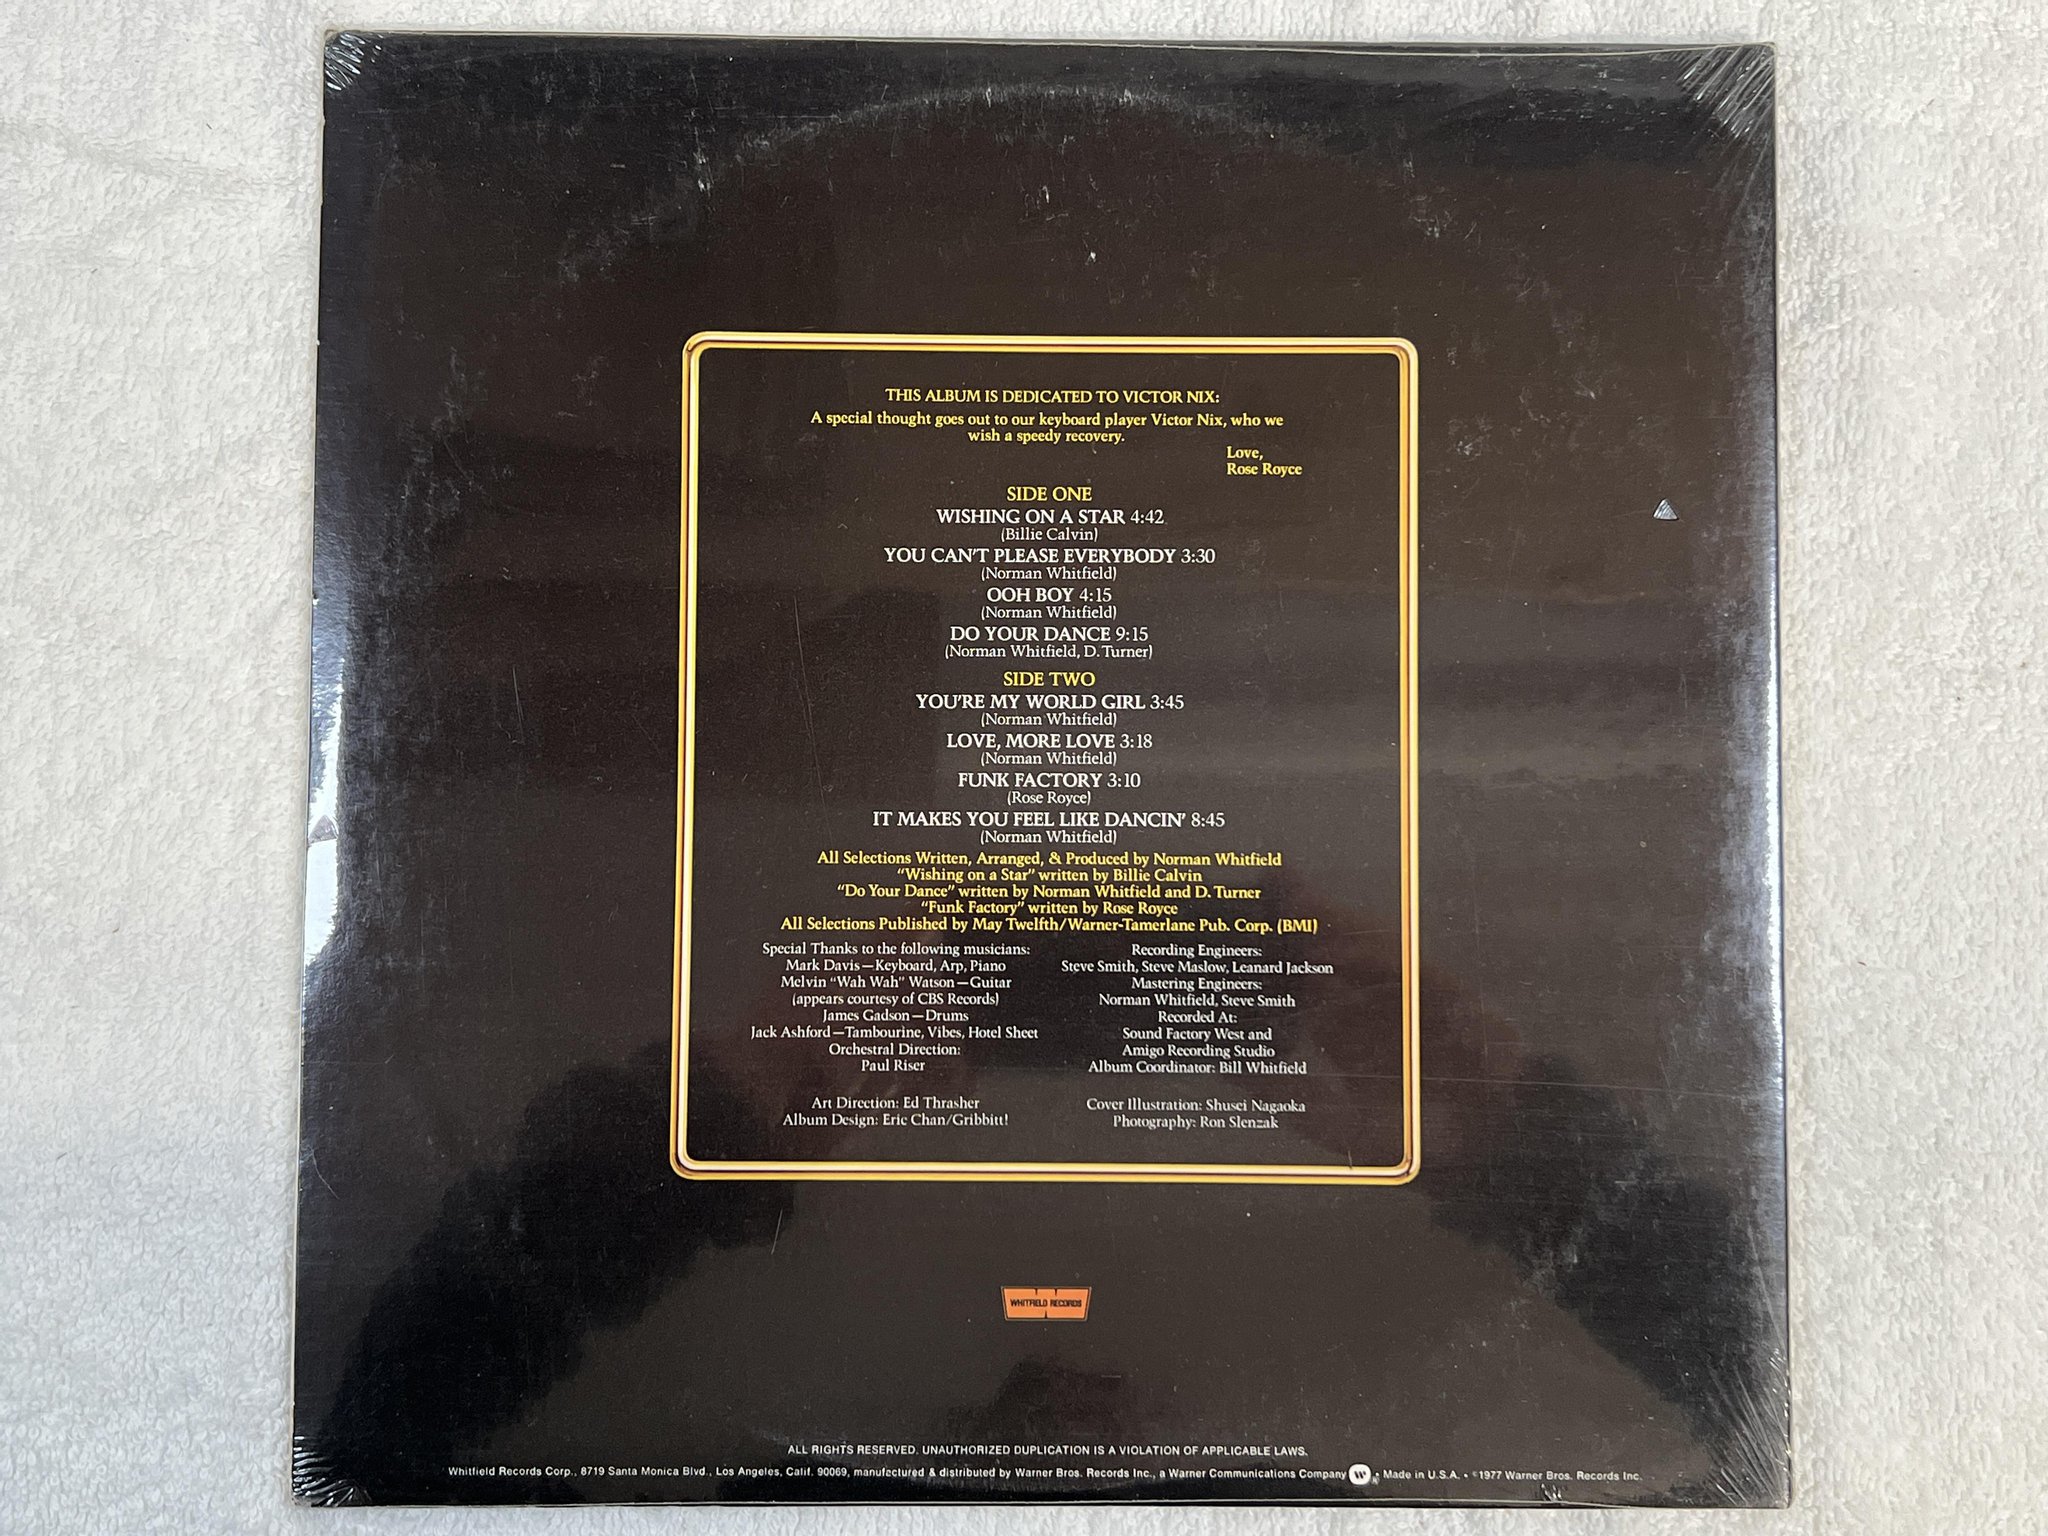 THIS ALBUM IS DEDICATED TO VICTOR NIX:
A special thought goes out to our keyboard player Victor Nix, who we
wish a speedy recovery.
Love,
Rose Royce
SIDE ONE
WISHING ON A STAR 4:42
(Billie Calvin)
YOU CAN'T PLEASE EVERYBODY 3:30
(Norman Whitfield)
OOH BOY 4:15
(Norman Whitfield)
DO YOUR DANCE 9:15
(Norman Whitfield, D. Turner)
SIDE TWO
YOU'RE MY WORLD GIRL 3:45
(Norman Whitfield)
LOVE, MORE LOVE 3:18
(Norman Whitfield)
FUNK FACTORY 3:10
(Rose Royce)
IT MAKES YOU FEEL LIKE DANCIN' 8:45
(Norman Whitfield)
All Selections Written, Arranged, & Produced by Norman Whitfield
"Wishing on a Star" written by Billie Calvin
"Do Your Dance" written by Norman Whitfield and D. Turner
"Funk Factory" written by Rose Royce
All Selections Published by May Twelfth/Warner-Tamerlane Pub. Corp. (BMI)
Special Thanks to the following musicians:
Mark Davis—Keyboard, Arp, Piano
Melvin "Wah Wah" Watson—Guitar
(appears courtesy of CBS Records)
James Gadson—Drums
Jack Ashford—Tambourine, Vibes, Hotel Sheet
Orchestral Direction:
Paul Riser
Art Direction: Ed Thrasher
Album Design: Eric Chan/Gribbitt!
Recording Engineers:
Steve Smith, Steve Maslow, Leanard Jackson
Mastering Engineers:
Norman Whitfield, Steve Smith
Recorded At:
Sound Factory West and
Amigo Recording Studio
Album Coordinator: Bill Whitfield
Cover Illustration: Shusei Nagaoka
Photography: Ron Slenzak
WHITFIELD RECORDS
ALL RIGHTS RESERVED. UNAUTHORIZED DUPLICATION IS A VIOLATION OF APPLICABLE LAWS.
Whitfield Records Corp., 8719 Santa Monica Blvd., Los Angeles, Calif. 90069, manufactured & distributed by Warner Bros. Records Inc., a Warner Communications Company W ® • Made in U.S.A. • ©1977 Warner Bros. Records Inc.